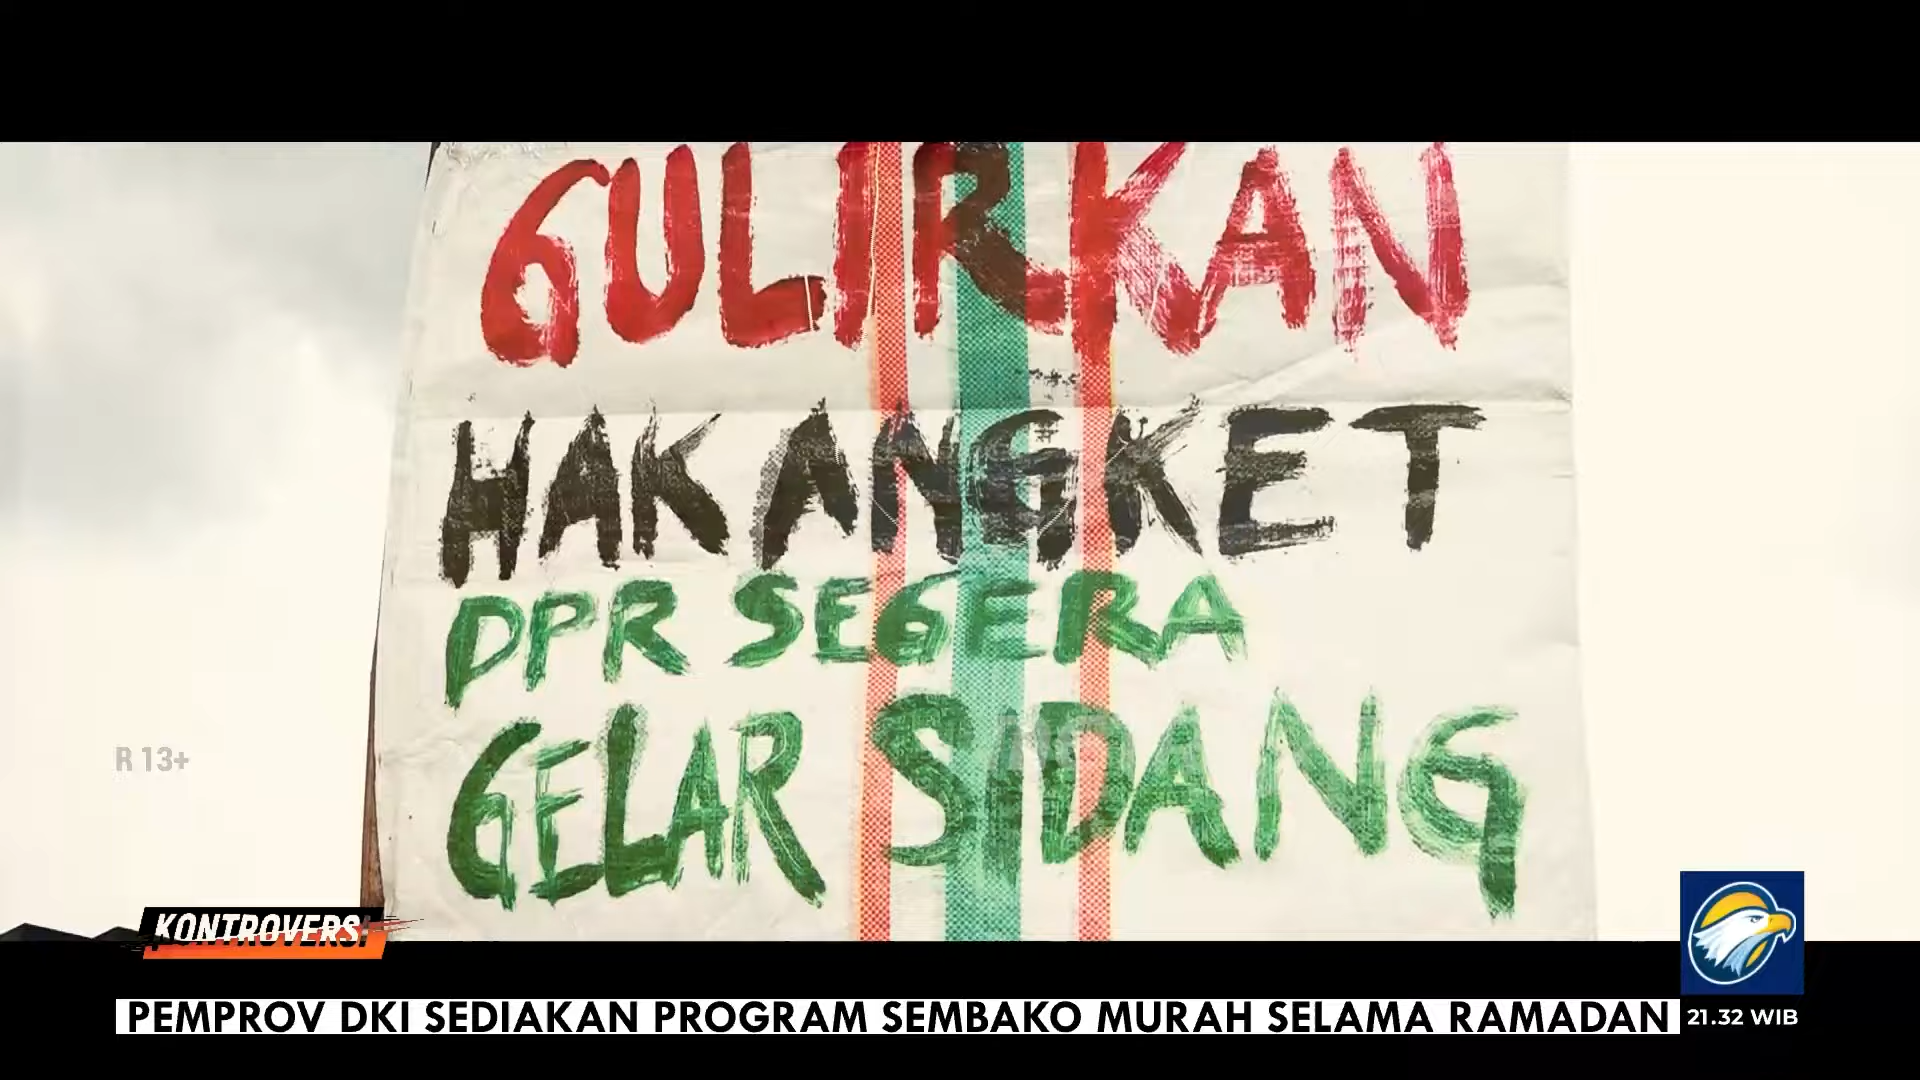 GULIRKAN
HAK ANGKET
DPR SEGERA
GELAR SIDANG
R 13+
KONTROVERSI
PEMPROV DKI SEDIAKAN PROGRAM SEMBAKO MURAH SELAMA RAMADAN
21.32 WIB